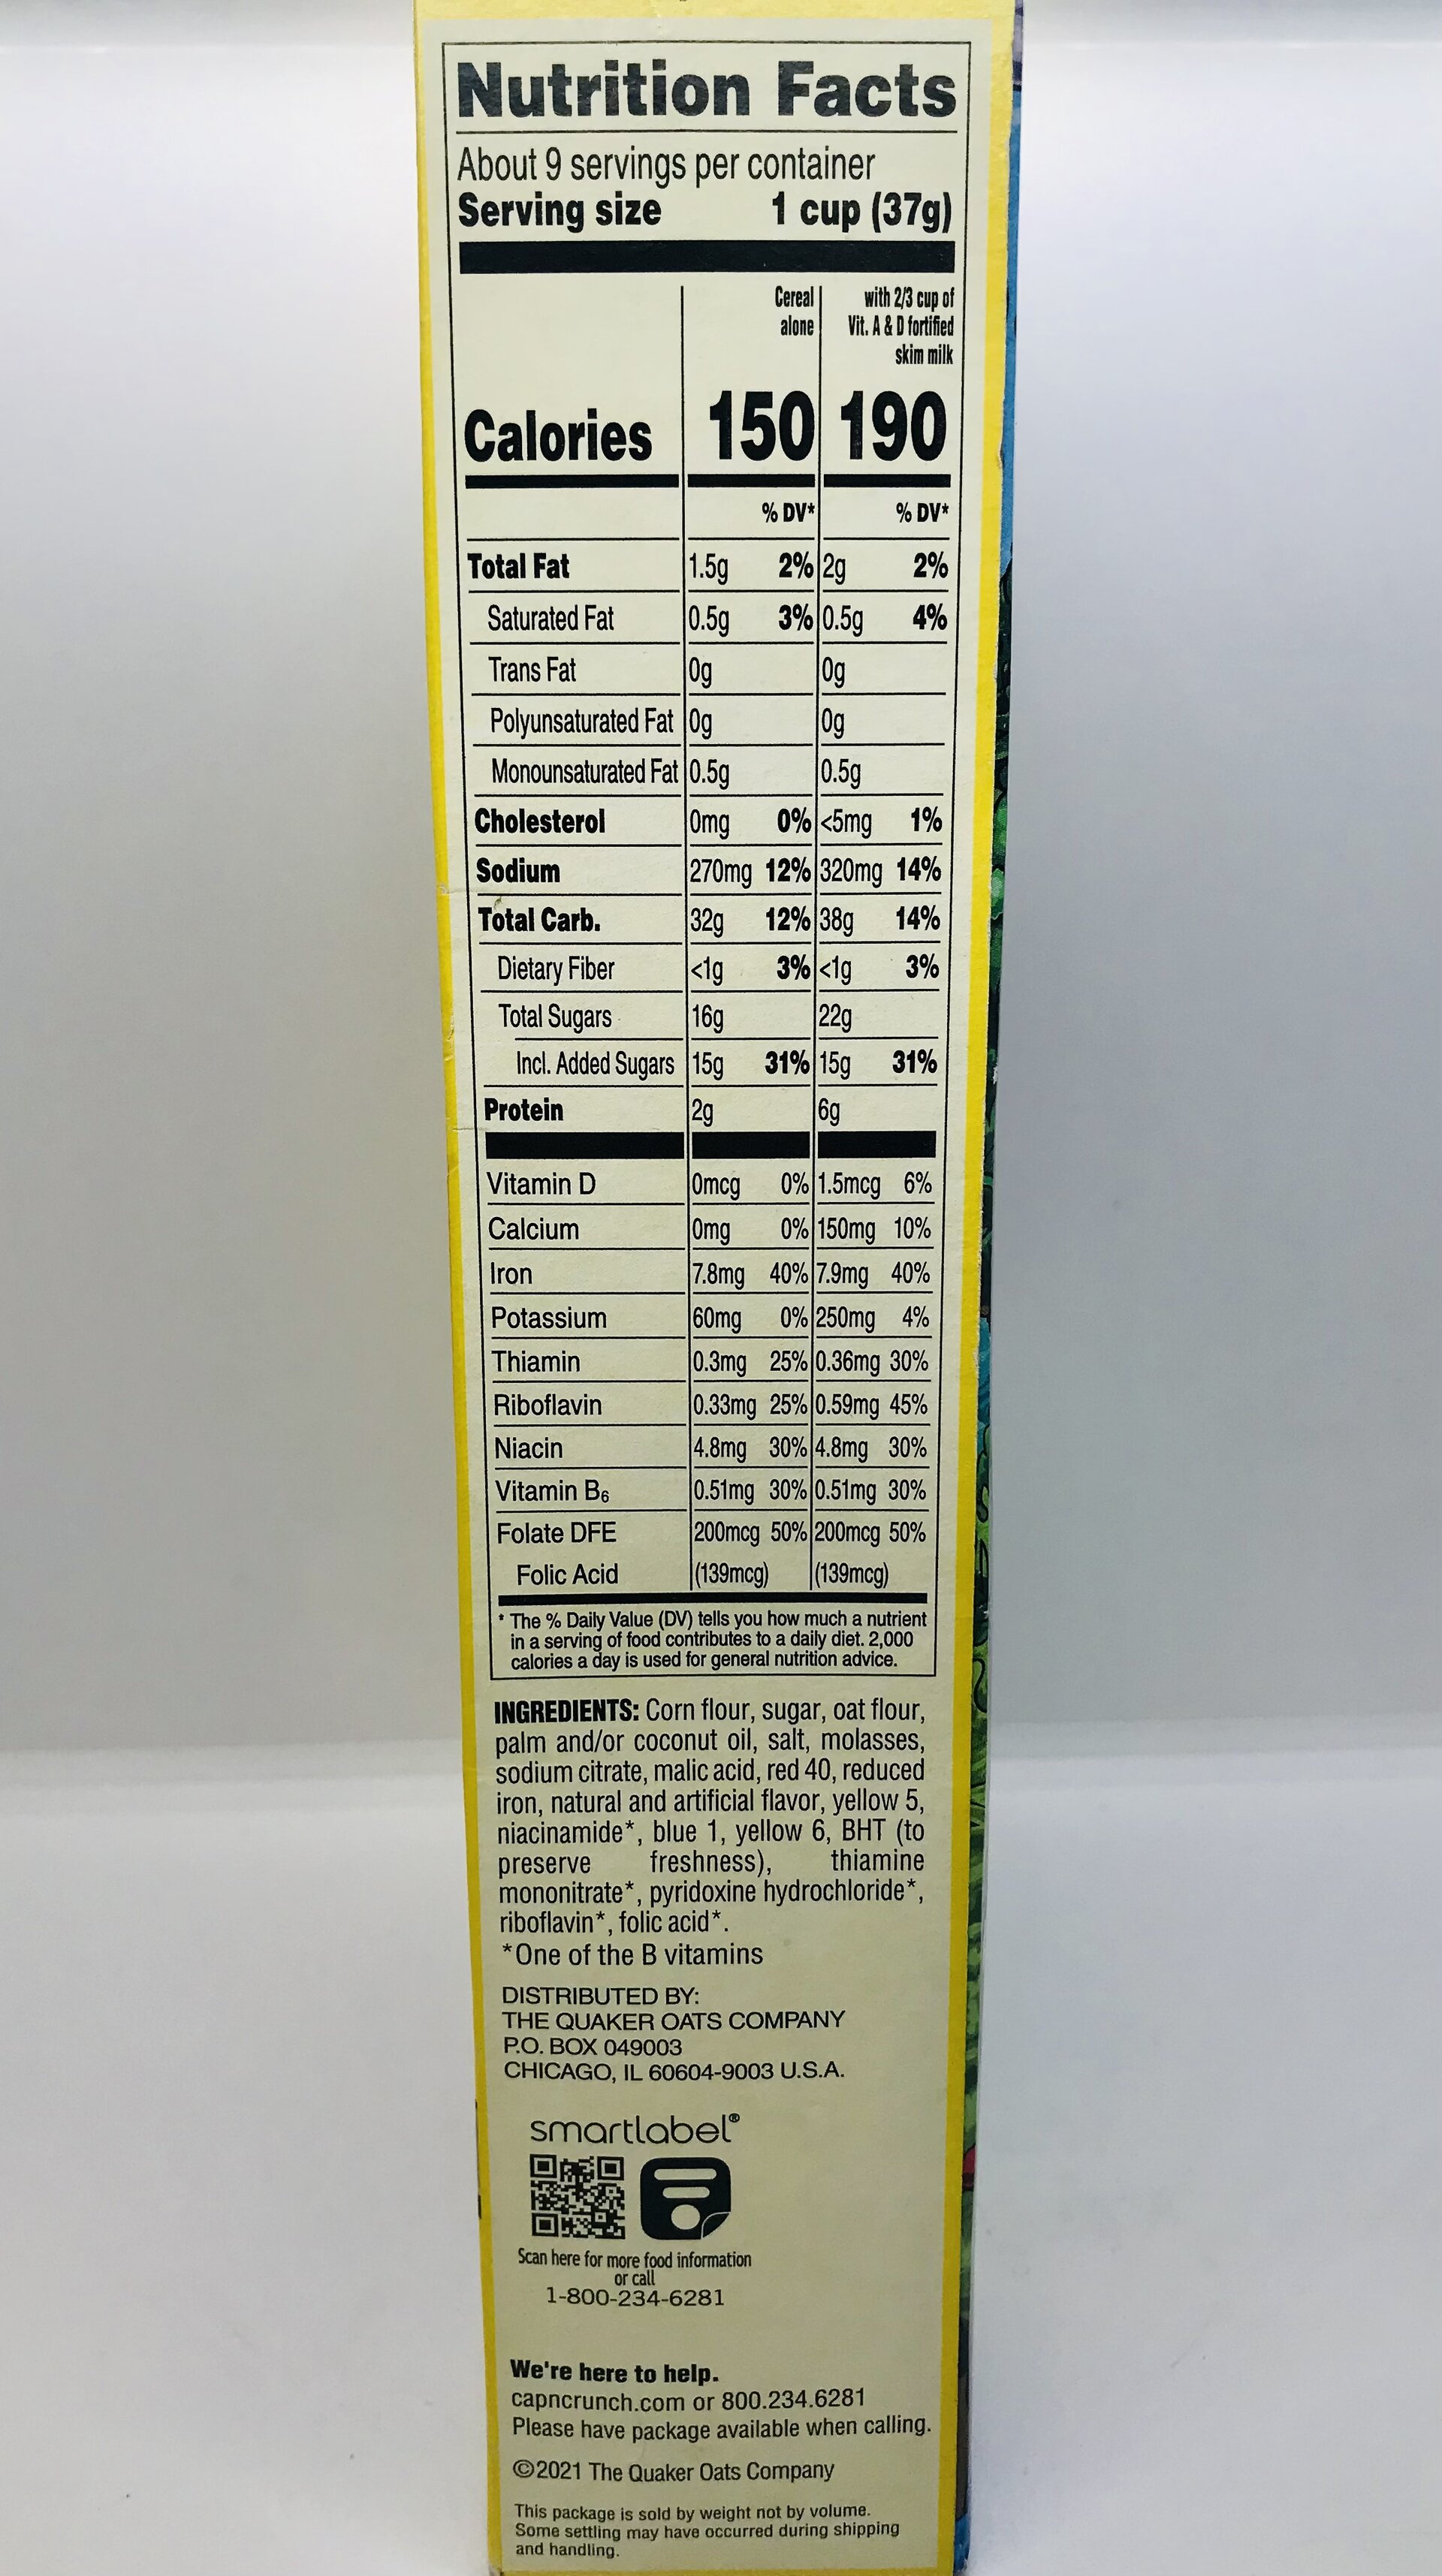 Nutrition Facts
About 9 servings per container
Serving size 1 cup (37g)
Cereal alone
with 2/3 cup of Vit. A & D fortified skim milk
Calories 150 190
% DV* % DV*
Total Fat 1.5g 2% 2g 2%
Saturated Fat 0.5g 3% 0.5g 4%
Trans Fat 0g 0g
Polyunsaturated Fat 0g 0g
Monounsaturated Fat 0.5g 0.5g
Cholesterol 0mg 0% <5mg 1%
Sodium 270mg 12% 320mg 14%
Total Carb. 32g 12% 38g 14%
Dietary Fiber <1g 3% <1g 3%
Total Sugars 16g 22g
Incl. Added Sugars 15g 31% 15g 31%
Protein 2g 6g
Vitamin D 0mcg 0% 1.5mcg 6%
Calcium 0mg 0% 150mg 10%
Iron 7.8mg 40% 7.9mg 40%
Potassium 60mg 0% 250mg 4%
Thiamin 0.3mg 25% 0.36mg 30%
Riboflavin 0.33mg 25% 0.59mg 45%
Niacin 4.8mg 30% 4.8mg 30%
Vitamin B6 0.51mg 30% 0.51mg 30%
Folate DFE 200mcg 50% 200mcg 50%
Folic Acid (139mcg) (139mcg)
* The % Daily Value (DV) tells you how much a nutrient
in a serving of food contributes to a daily diet. 2,000
calories a day is used for general nutrition advice.
INGREDIENTS: Corn flour, sugar, oat flour,
palm and/or coconut oil, salt, molasses,
sodium citrate, malic acid, red 40, reduced
iron, natural and artificial flavor, yellow 5,
niacinamide*, blue 1, yellow 6, BHT (to
preserve freshness), thiamine
mononitrate*, pyridoxine hydrochloride*,
riboflavin*, folic acid*.
*One of the B vitamins
DISTRIBUTED BY:
THE QUAKER OATS COMPANY
P.O. BOX 049003
CHICAGO, IL 60604-9003 U.S.A.
smartlabel®
Scan here for more food information
or call
1-800-234-6281
We're here to help.
capncrunch.com or 800.234.6281
Please have package available when calling.
©2021 The Quaker Oats Company
This package is sold by weight not by volume.
Some settling may have occurred during shipping
and handling.